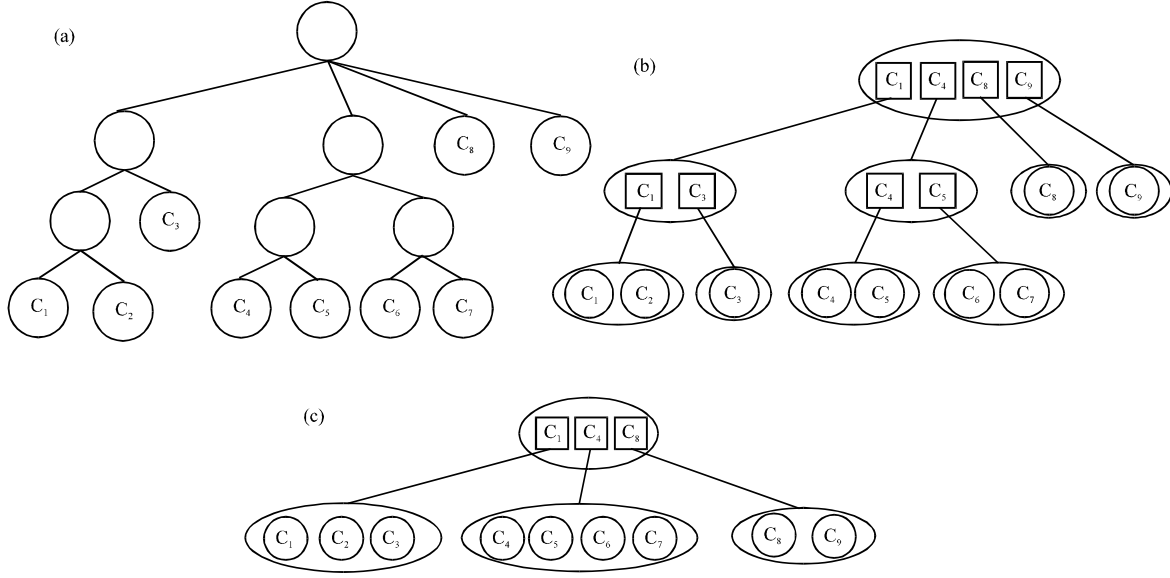 (a)
C₈ C₉
C₃
C₁ C₂ C₄ C₅ C₆ C₇
(b)
C₁ C₄ C₈ C₉
C₁ C₃ C₄ C₅ C₈ C₉
C₁ C₂ C₃ C₄ C₅ C₆ C₇
(c)
C₁ C₄ C₈
C₁ C₂ C₃ C₄ C₅ C₆ C₇ C₈ C₉